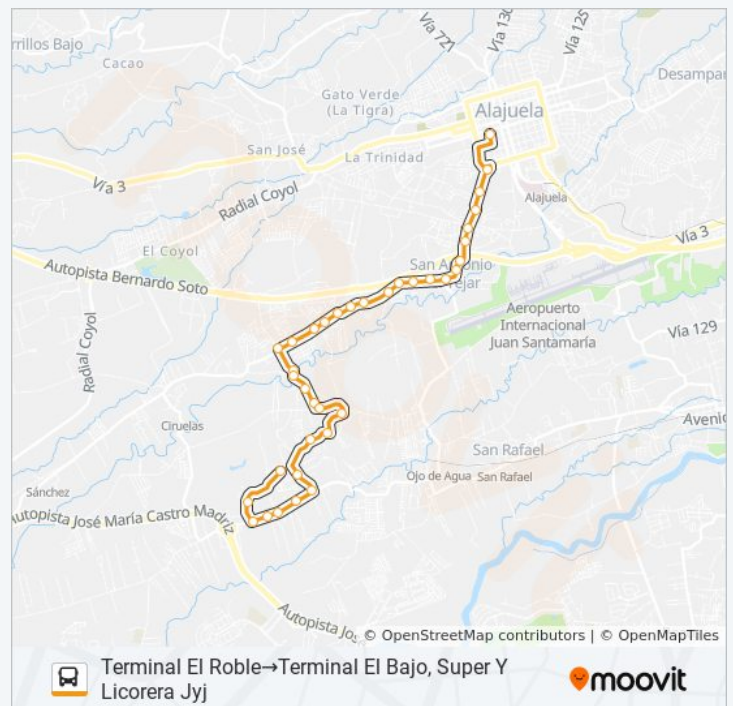 rrillos Bajo
Cacao
Vía 721
Vía 130
Vía 125
Gato Verde
(La Tigra)
Alajuela
Desampar
San José
La Trinidad
Vía 3
Radial Coyol
Alajuela
El Coyol
Vía 3
Autopista Bernardo Soto
San Antonio
Tejar
Aeropuerto
Internacional
Juan Santamaría
Vía 129
Radial Coyol
Ciruelas
Avenid
San Rafael
Ojo de Agua
San Rafael
Sánchez
Autopista José María Castro Madríz
Autopista Jos
© OpenStreetMap contributors | © OpenMapTiles
Terminal El Roble→Terminal El Bajo, Super Y
Licorera Jyj
moovit